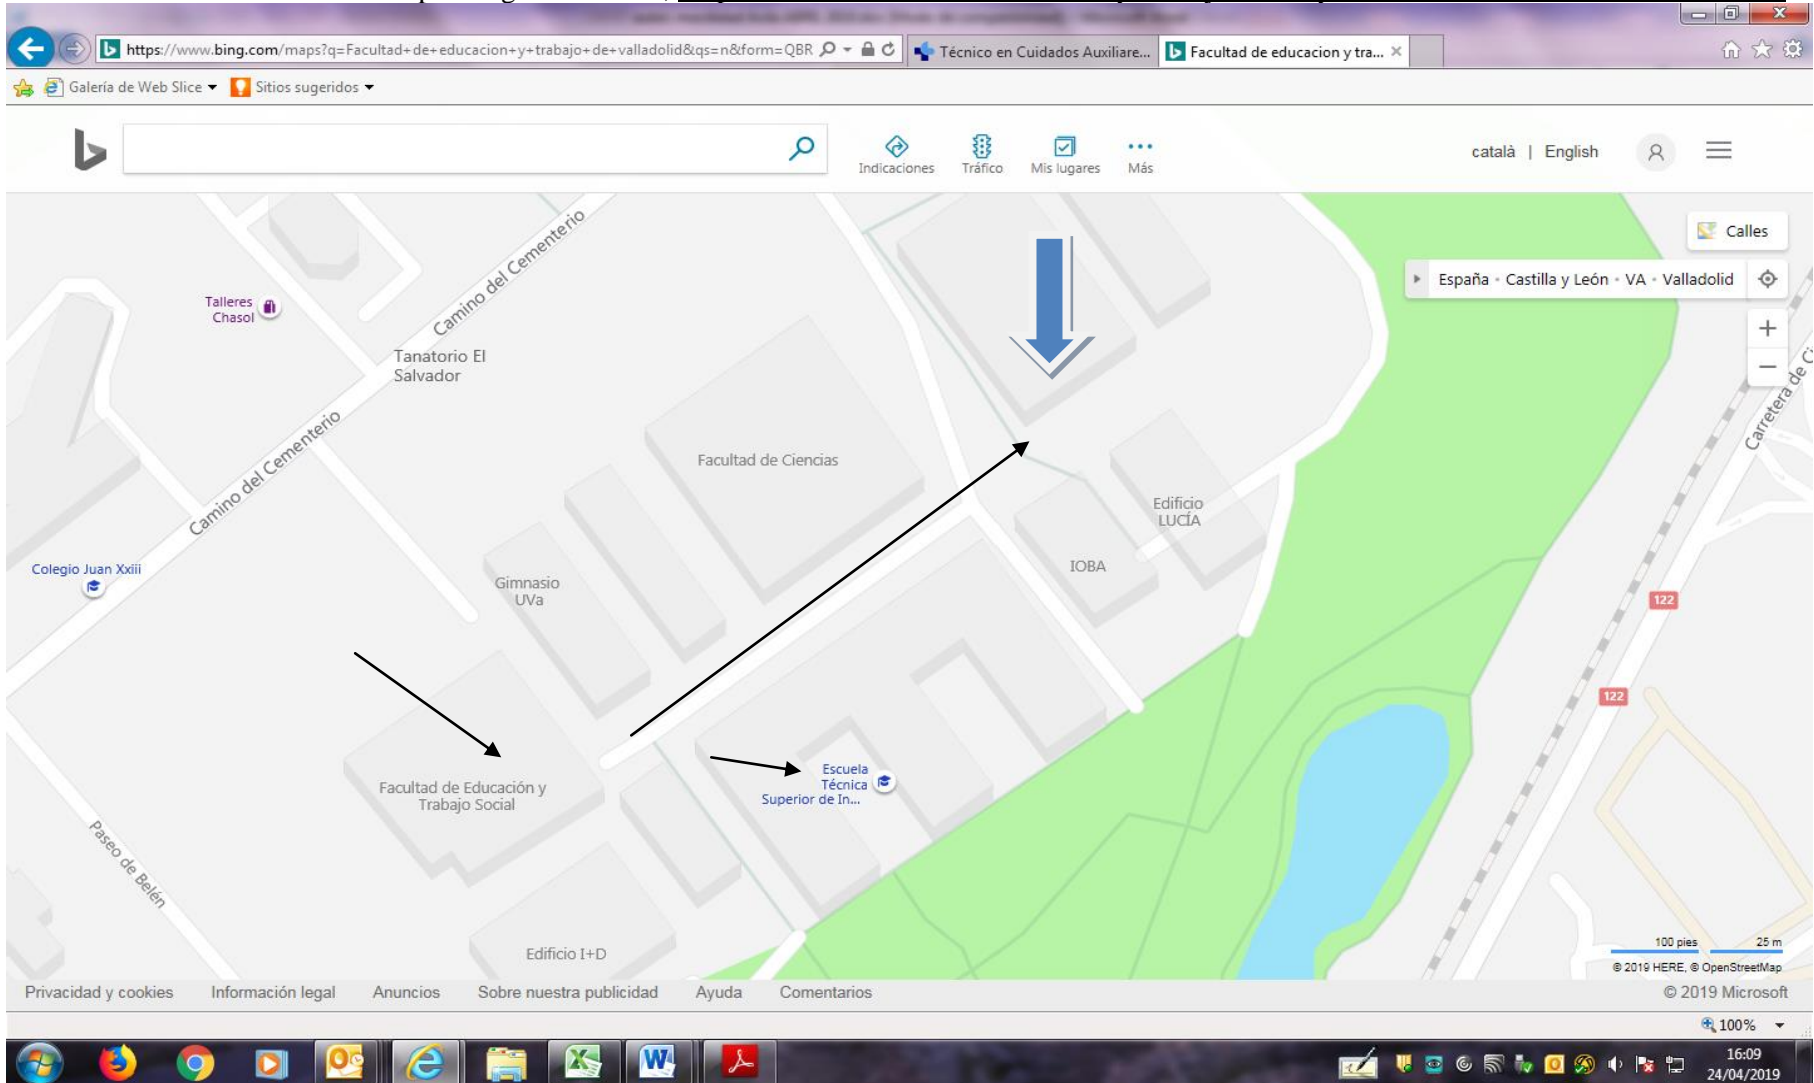 https://www.bing.com/maps?q=Facultad+de+educacion+y+trabajo+de+valladolid&qs=n&form=QBR
Técnico en Cuidados Auxiliare...
Facultad de educacion y tra...
Galería de Web Slice
Sitios sugeridos
Indicaciones
Tráfico
Mis lugares
Más
català | English
Calles
España · Castilla y León · VA · Valladolid
Camino del Cementerio
Talleres
Chasol
Tanatorio El
Salvador
Carretera de
Camino del Cementerio
Facultad de Ciencias
Edificio
LUCÍA
IOBA
Colegio Juan Xxiii
Gimnasio
UVa
122
122
Facultad de Educación y
Trabajo Social
Escuela
Técnica
Superior de In...
Paseo de Belén
Edificio I+D
100 pies
25 m
© 2019 HERE, © OpenStreetMap
Privacidad y cookies
Información legal
Anuncios
Sobre nuestra publicidad
Ayuda
Comentarios
© 2019 Microsoft
100%
16:09
24/04/2019